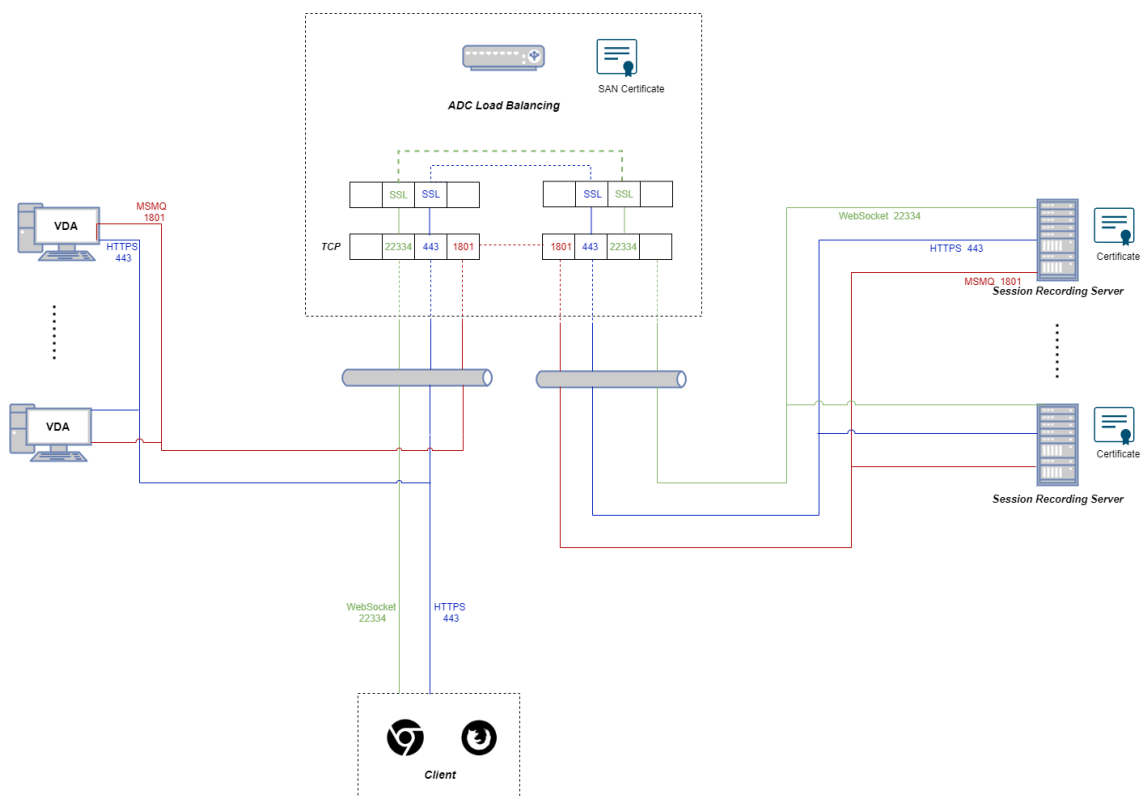 ADC Load Balancing
SAN Certificate
SSL
SSL
SSL
SSL
TCP
22334
443
1801
1801
443
22334
VDA
MSMQ
1801
HTTPS
443
VDA
WebSocket 22334
HTTPS 443
MSMQ 1801
Certificate
Session Recording Server
Certificate
Session Recording Server
WebSocket
22334
HTTPS
443
Client